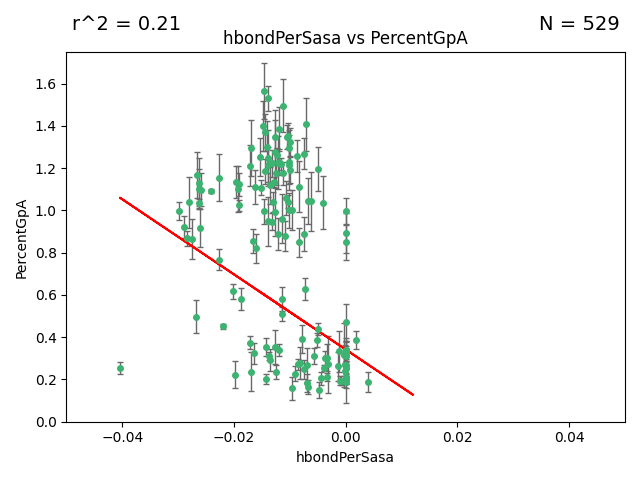 r^2 = 0.21
N = 529
hbondPerSasa vs PercentGpA
1.6
1.4
1.2
1.0
0.8
0.6
0.4
0.2
0.0
PercentGpA
−0.04
−0.02
0.00
0.02
0.04
hbondPerSasa